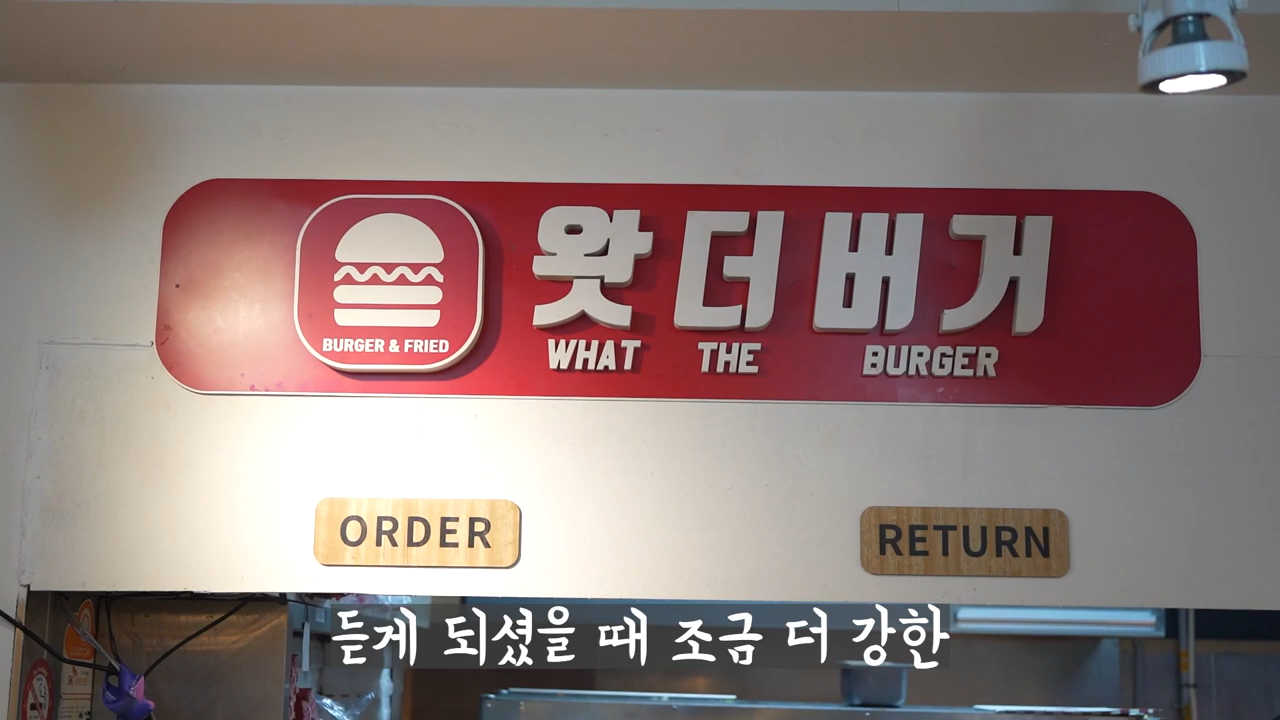 왓더버거
BURGER & FRIED
WHAT THE BURGER
ORDER
RETURN
듣게 되셨을 때 조금 더 강한